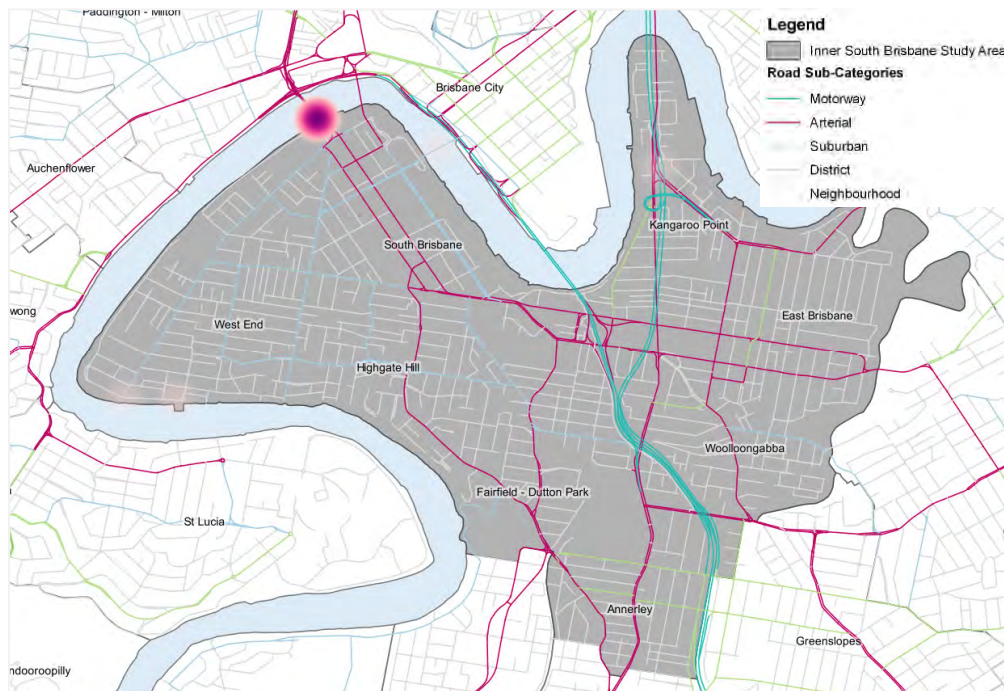 Paddington - Milton
Legend
Inner South Brisbane Study Area
Road Sub-Categories
Brisbane City
Motorway
Arterial
Suburban
Auchenflower
District
Neighbourhood
Kangaroo Point
South Brisbane
wong
East Brisbane
West End
Highgate Hill
Woolloongabba
Fairfield - Dutton Park
St Lucia
Annerley
Greenslopes
ndooroopilly